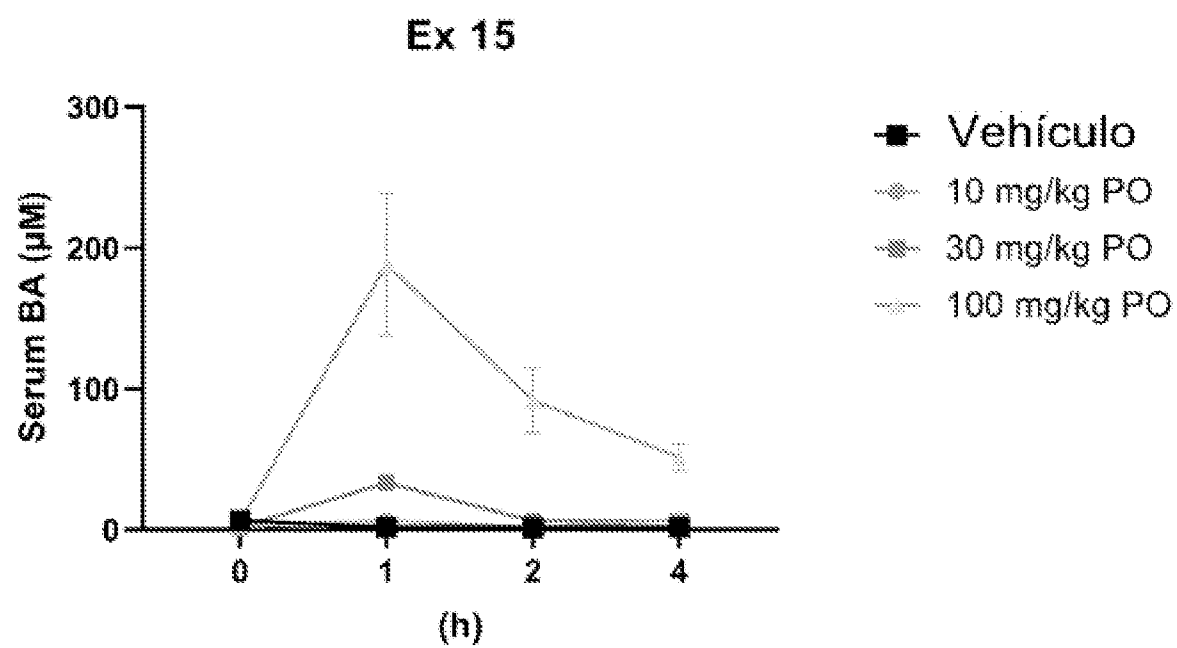 Ex 15
300
200
100
0
Serum BA (µM)
0 1 2 4
(h)
Vehículo
10 mg/kg PO
30 mg/kg PO
100 mg/kg PO